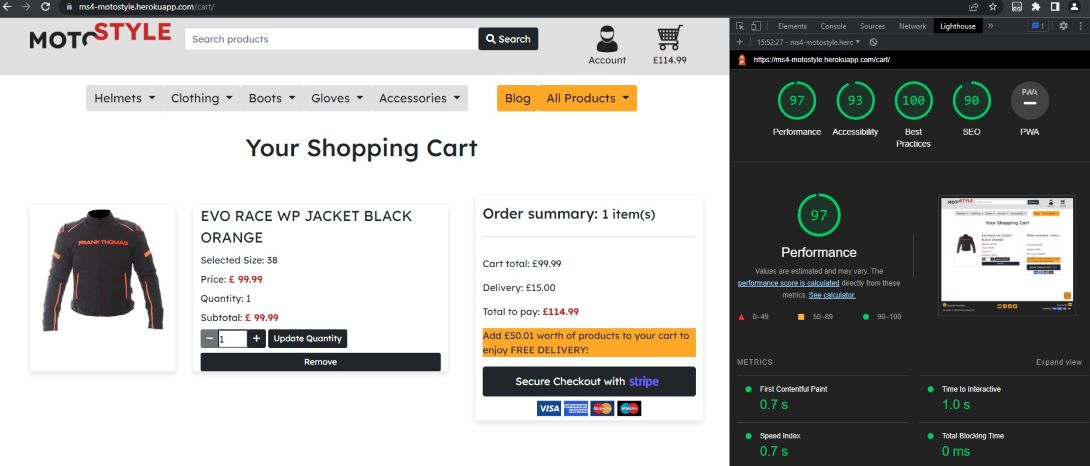 ms4-motostyle.herokuapp.com/cart/
MOTOSTYLE
Search products
Search
Account
£114.99
Helmets
Clothing
Boots
Gloves
Accessories
Blog
All Products
Your Shopping Cart
FRANK THOMAS
EVO RACE WP JACKET BLACK
ORANGE
Selected Size: 38
Price: £ 99.99
Quantity: 1
Subtotal: £ 99.99
1
Update Quantity
Remove
Order summary: 1 item(s)
Cart total: £99.99
Delivery: £15.00
Total to pay: £114.99
Add £50.01 worth of products to your cart to
enjoy FREE DELIVERY!
Secure Checkout with stripe
VISA
AMERICAN EXPRESS
MasterCard
Maestro
Elements
Console
Sources
Network
Lighthouse
1
15:52:27 - ms4-motostyle.herc
https://ms4-motostyle.herokuapp.com/cart/
97
93
100
90
PWA
Performance
Accessibility
Best
Practices
SEO
PWA
97
Performance
Values are estimated and may vary. The
performance score is calculated directly from these
metrics. See calculator.
0–49
50–89
90–100
MOTOSTYLE
Your Shopping Cart
METRICS
Expand view
First Contentful Paint
0.7 s
Time to Interactive
1.0 s
Speed Index
0.7 s
Total Blocking Time
0 ms